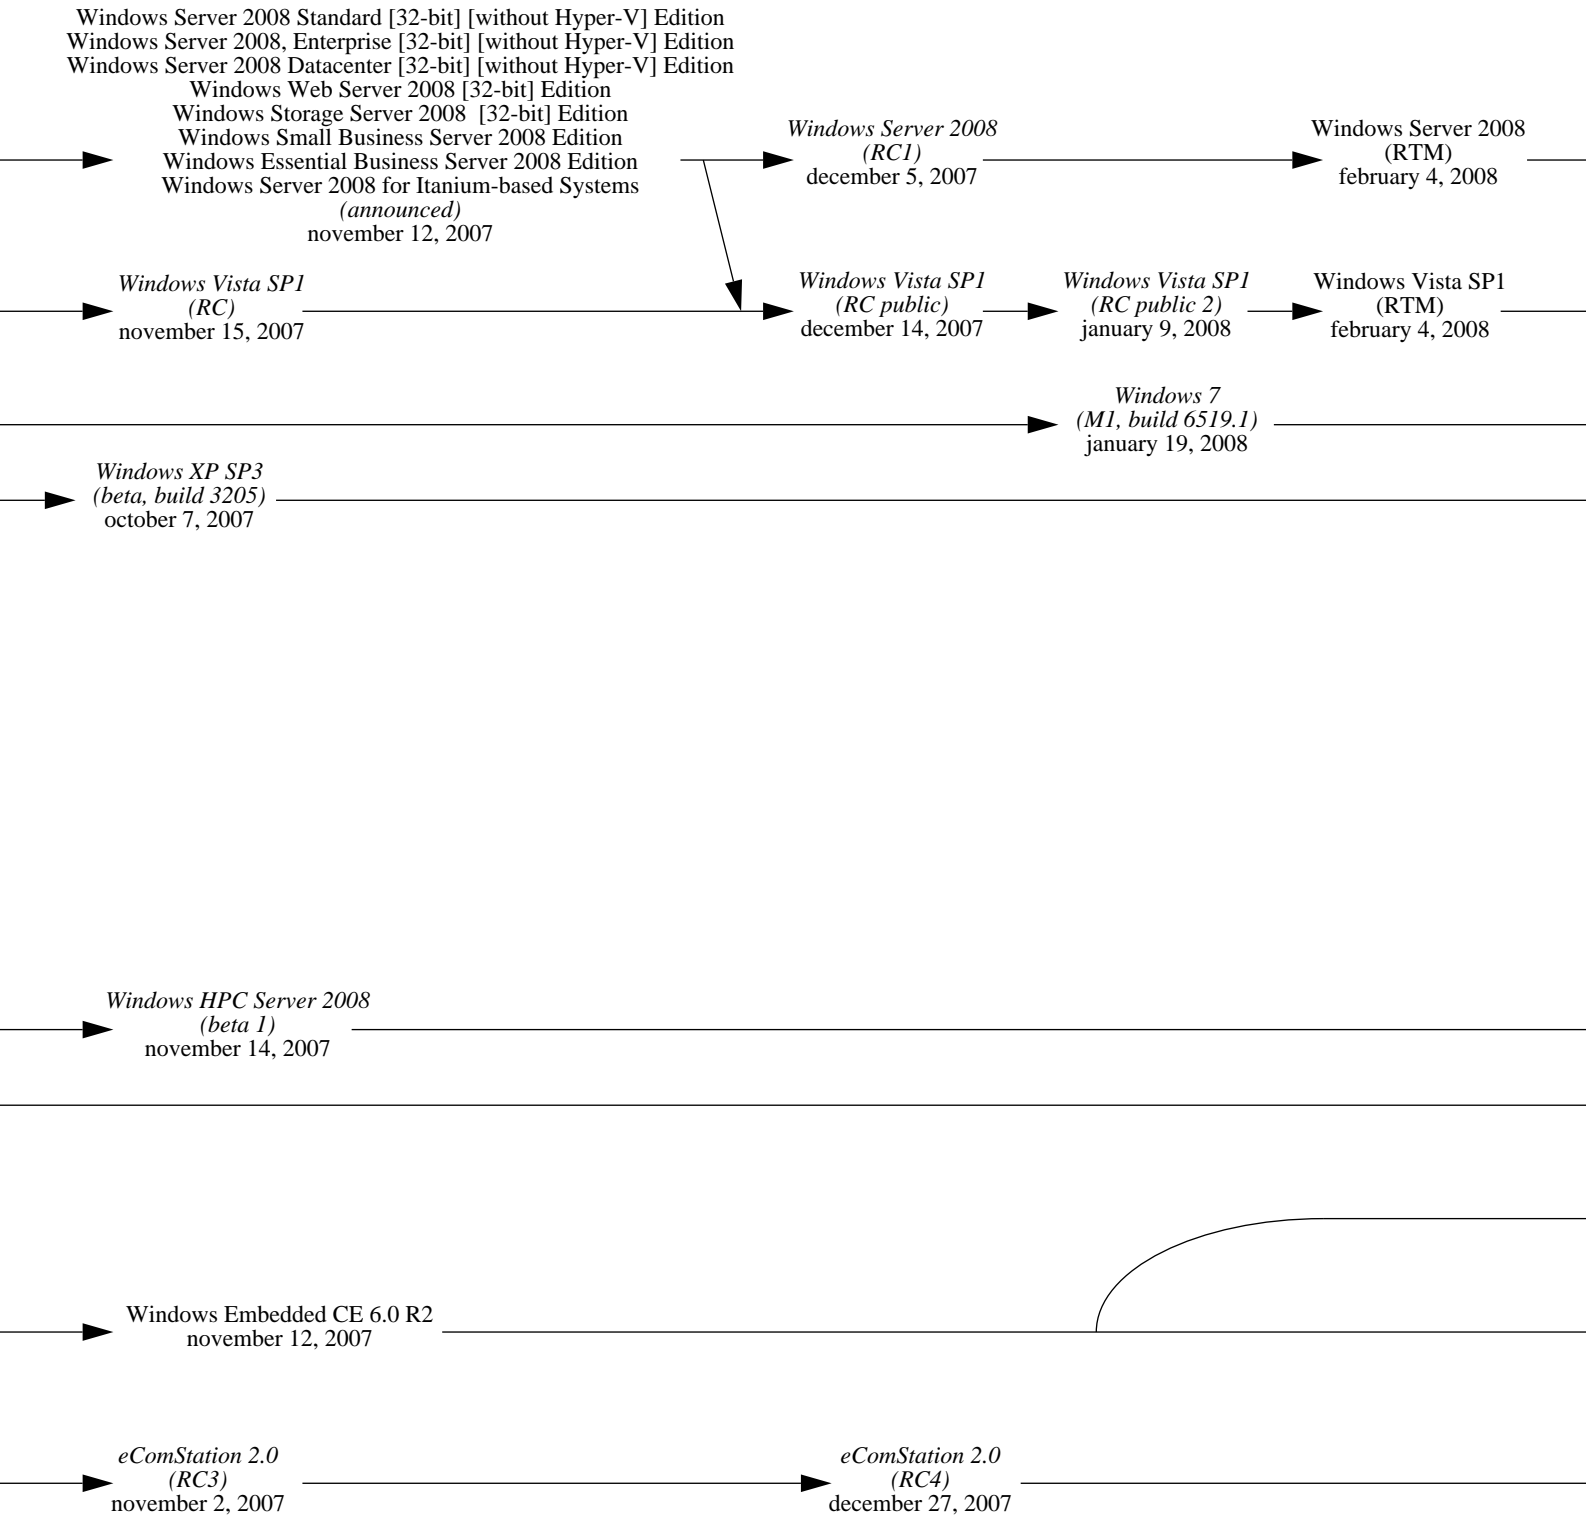 Windows Server 2008 Standard [32-bit] [without Hyper-V] Edition
Windows Server 2008, Enterprise [32-bit] [without Hyper-V] Edition
Windows Server 2008 Datacenter [32-bit] [without Hyper-V] Edition
Windows Web Server 2008 [32-bit] Edition
Windows Storage Server 2008  [32-bit] Edition
Windows Small Business Server 2008 Edition
Windows Essential Business Server 2008 Edition
Windows Server 2008 for Itanium-based Systems
(announced)
november 12, 2007
Windows Server 2008
(RC1)
december 5, 2007
Windows Server 2008
(RTM)
february 4, 2008
Windows Vista SP1
(RC)
november 15, 2007
Windows Vista SP1
(RC public)
december 14, 2007
Windows Vista SP1
(RC public 2)
january 9, 2008
Windows Vista SP1
(RTM)
february 4, 2008
Windows 7
(M1, build 6519.1)
january 19, 2008
Windows XP SP3
(beta, build 3205)
october 7, 2007
Windows HPC Server 2008
(beta 1)
november 14, 2007
Windows Embedded CE 6.0 R2
november 12, 2007
eComStation 2.0
(RC3)
november 2, 2007
eComStation 2.0
(RC4)
december 27, 2007